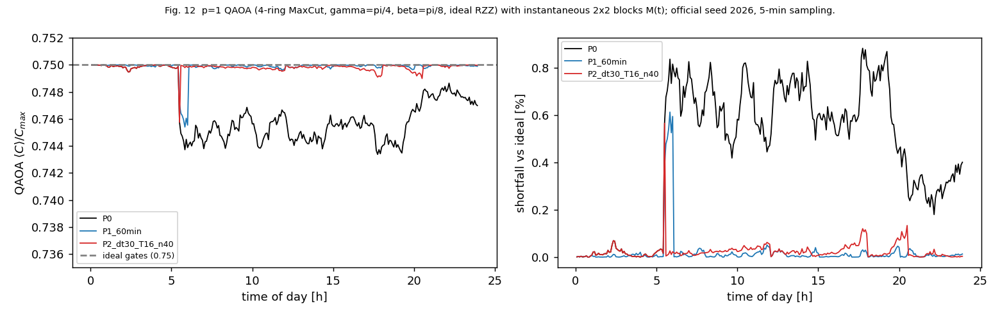 Fig. 12  p=1 QAOA (4-ring MaxCut, gamma=pi/4, beta=pi/8, ideal RZZ) with instantaneous 2x2 blocks M(t); official seed 2026, 5-min sampling.
QAOA ⟨C⟩/C_max
0.752
0.750
0.748
0.746
0.744
0.742
0.740
0.738
0.736
P0
P1_60min
P2_dt30_T16_n40
ideal gates (0.75)
0 5 10 15 20 25
time of day [h]
shortfall vs ideal [%]
0.8
0.6
0.4
0.2
0.0
P0
P1_60min
P2_dt30_T16_n40
0 5 10 15 20 25
time of day [h]